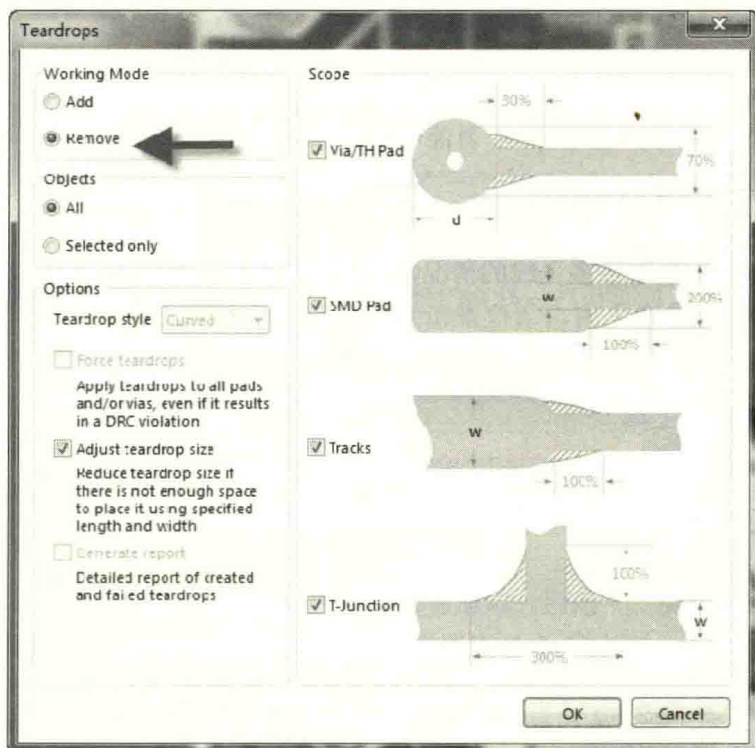 Teardrops
Working Mode
Add
Remove
Objects
All
Selected only
Options
Teardrop style Curved
Force teardrops
Apply teardrops to all pads
and/or vias, even if it results
in a DRC violation
Adjust teardrop size
Reduce teardrop size if
there is not enough space
to place it using specified
length and width
Generate report
Detailed report of created
and failed teardrops
Scope
Via/TH Pad
30%
70%
d
SMD Pad
w
200%
100%
Tracks
w
100%
T-Junction
100%
w
300%
OK
Cancel